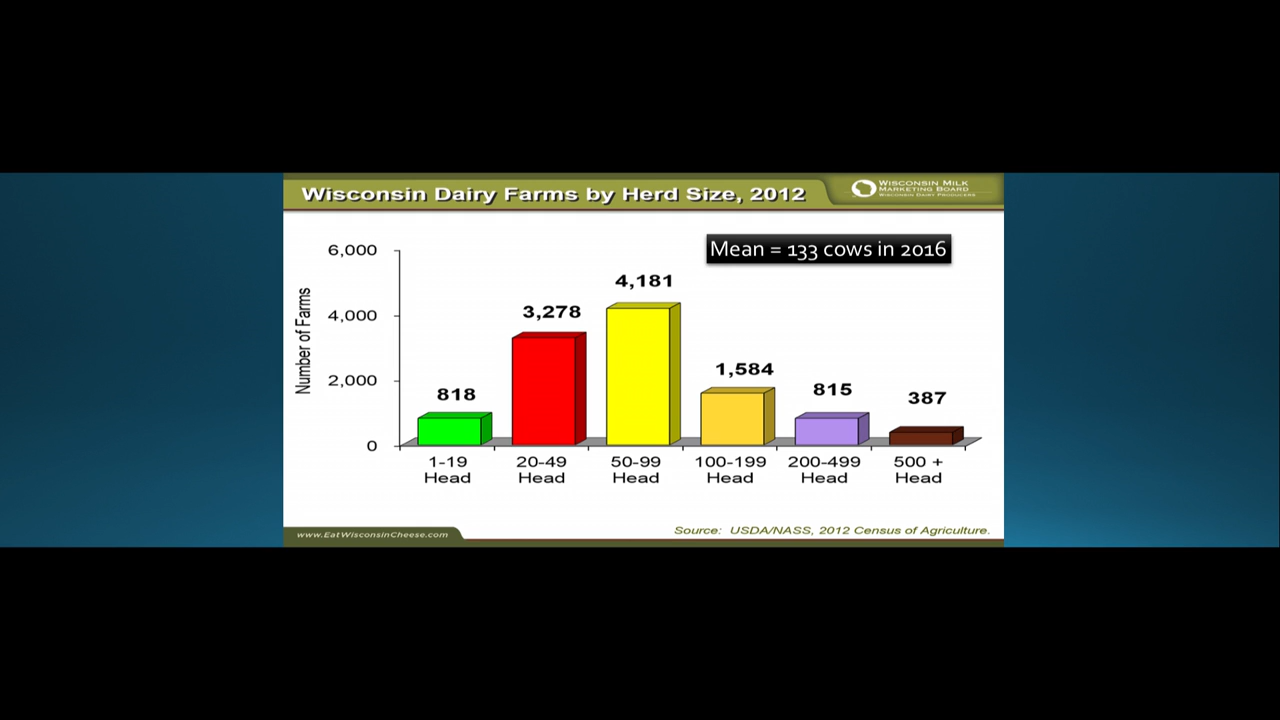 Wisconsin Dairy Farms by Herd Size, 2012
WISCONSIN MILK
MARKETING BOARD
WISCONSIN DAIRY PRODUCERS
Mean = 133 cows in 2016
Number of Farms
6,000
4,000
2,000
0
818
3,278
4,181
1,584
815
387
1-19
Head
20-49
Head
50-99
Head
100-199
Head
200-499
Head
500 +
Head
www.EatWisconsinCheese.com
Source: USDA/NASS, 2012 Census of Agriculture.